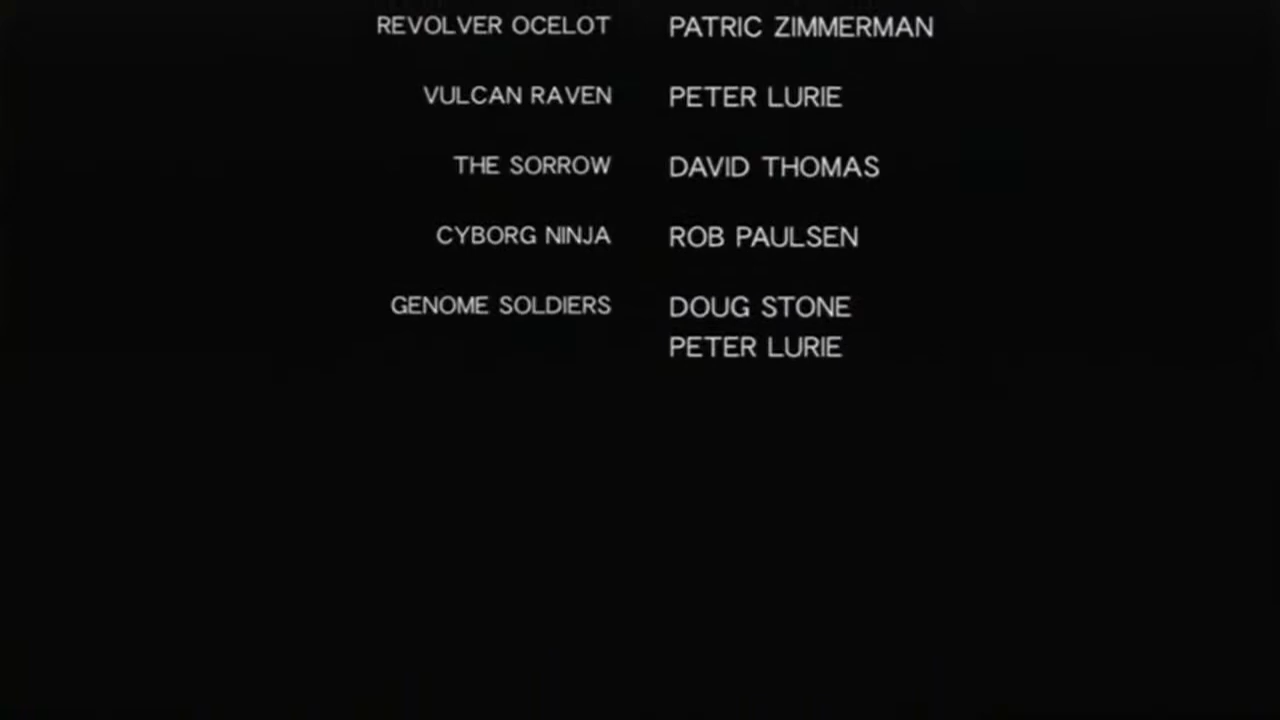 REVOLVER OCELOT PATRIC ZIMMERMAN
VULCAN RAVEN PETER LURIE
THE SORROW DAVID THOMAS
CYBORG NINJA ROB PAULSEN
GENOME SOLDIERS DOUG STONE
PETER LURIE